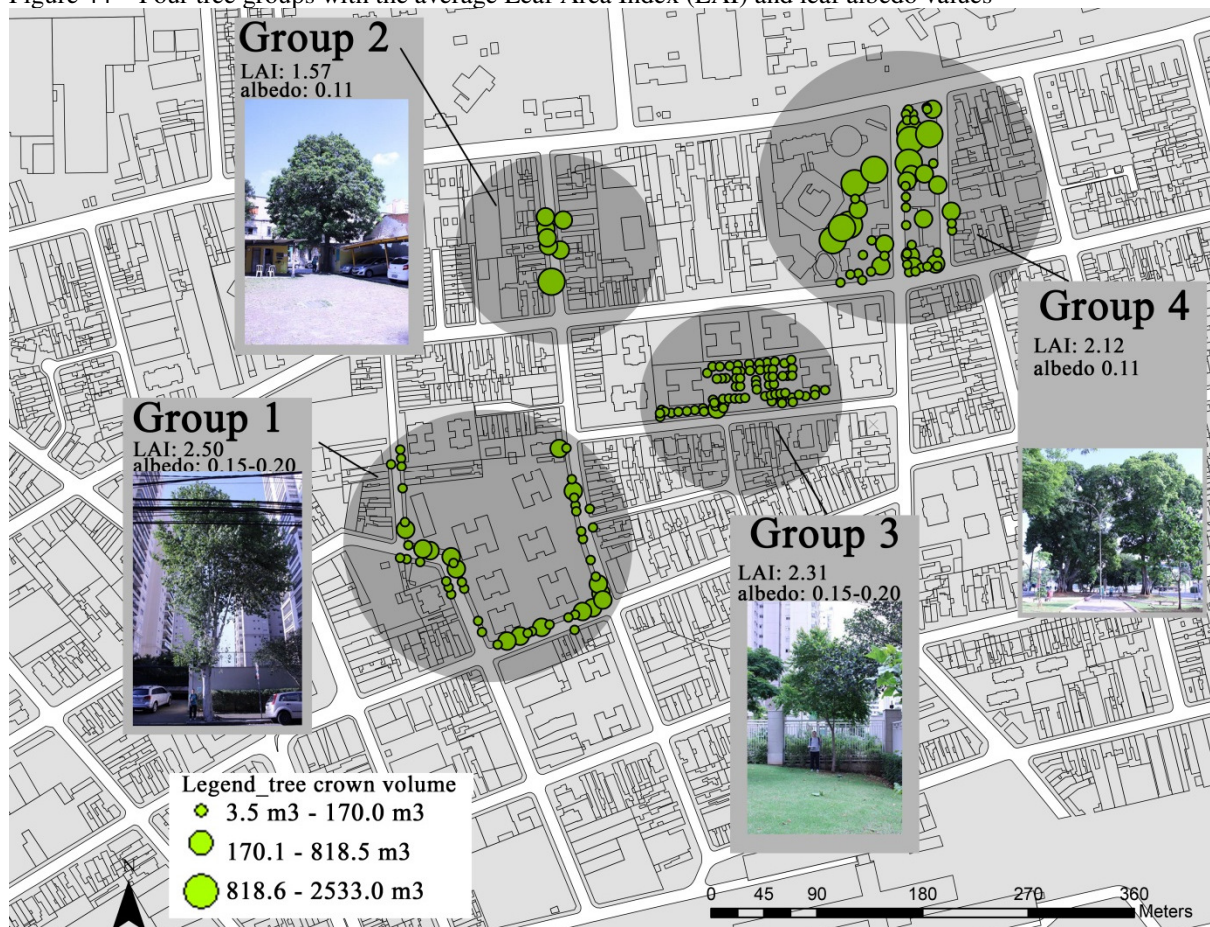 Figure 44 – Four tree groups with the average Leaf Area Index (LAI) and leaf albedo values
Group 2
LAI: 1.57
albedo: 0.11
Group 4
LAI: 2.12
albedo 0.11
Group 1
LAI: 2.50
albedo: 0.15-0.20
Group 3
LAI: 2.31
albedo: 0.15-0.20
Legend_tree crown volume
3.5 m3 - 170.0 m3
170.1 - 818.5 m3
818.6 - 2533.0 m3
N
0 45 90 180 270 360
Meters